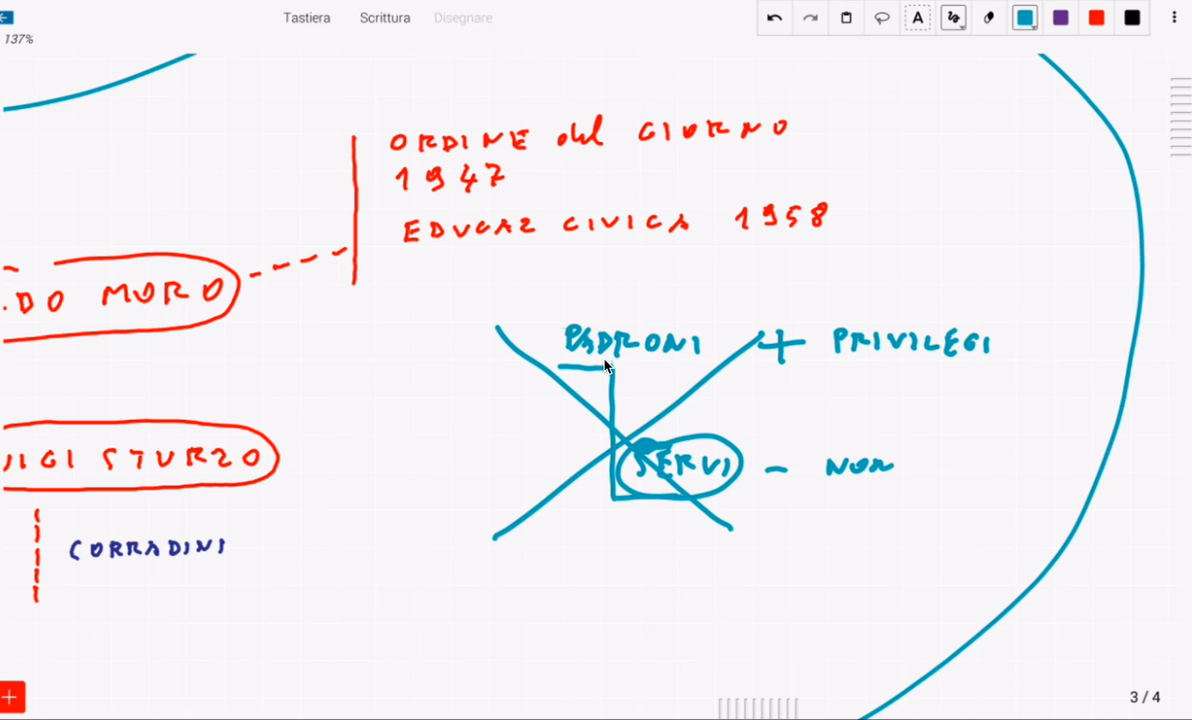 Tastiera Scrittura Disegnare
A
137%
ORDINE del GIORNO
1947
EDUCAZ CIVICA 1958
.DO MORO
PADRONI + PRIVILEGI
SERVI - NON
IGI STURZO
CORRADINI
3 / 4